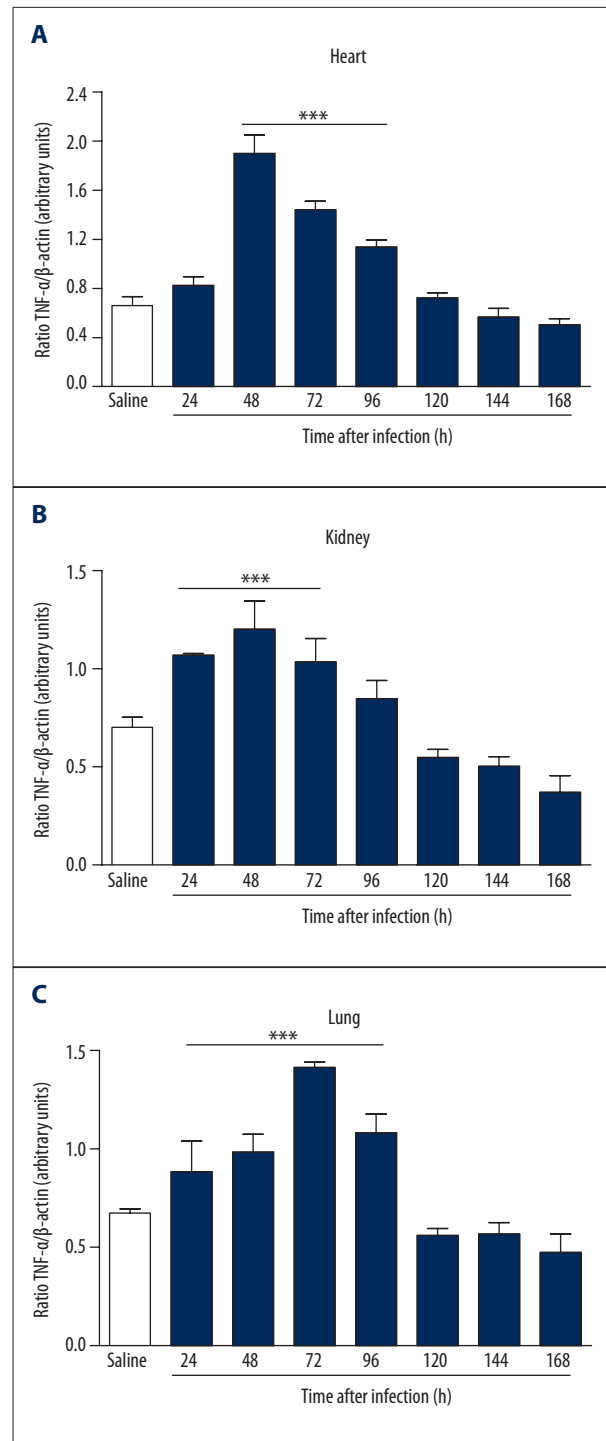 A
Heart
Ratio TNF-α/β-actin (arbitrary units)
2.4
2.0
1.6
1.2
0.8
0.4
0.0
***
Saline 24 48 72 96 120 144 168
Time after infection (h)
B
Kidney
Ratio TNF-α/β-actin (arbitrary units)
1.5
1.0
0.5
0.0
***
Saline 24 48 72 96 120 144 168
Time after infection (h)
C
Lung
Ratio TNF-α/β-actin (arbitrary units)
1.5
1.0
0.5
0.0
***
Saline 24 48 72 96 120 144 168
Time after infection (h)